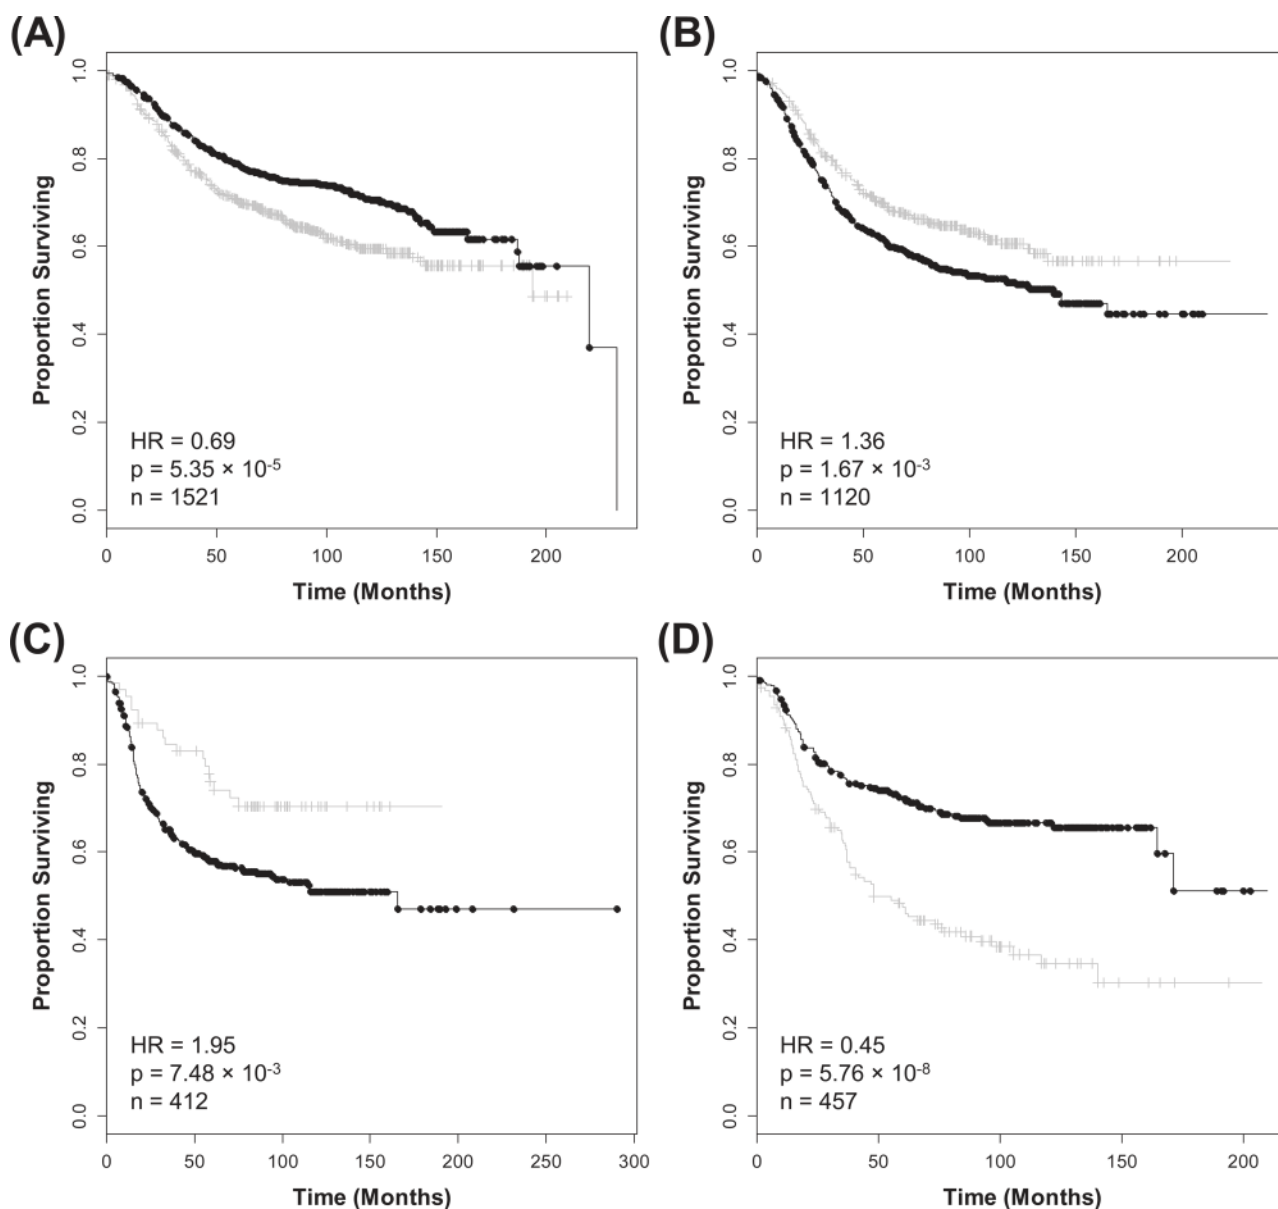 (A)
Proportion Surviving
1.0
0.8
0.6
0.4
0.2
0.0
HR = 0.69
p = 5.35 × 10⁻⁵
n = 1521
0 50 100 150 200
Time (Months)
(B)
Proportion Surviving
1.0
0.8
0.6
0.4
0.2
0.0
HR = 1.36
p = 1.67 × 10⁻³
n = 1120
0 50 100 150 200
Time (Months)
(C)
Proportion Surviving
1.0
0.8
0.6
0.4
0.2
0.0
HR = 1.95
p = 7.48 × 10⁻³
n = 412
0 50 100 150 200 250 300
Time (Months)
(D)
Proportion Surviving
1.0
0.8
0.6
0.4
0.2
0.0
HR = 0.45
p = 5.76 × 10⁻⁸
n = 457
0 50 100 150 200
Time (Months)